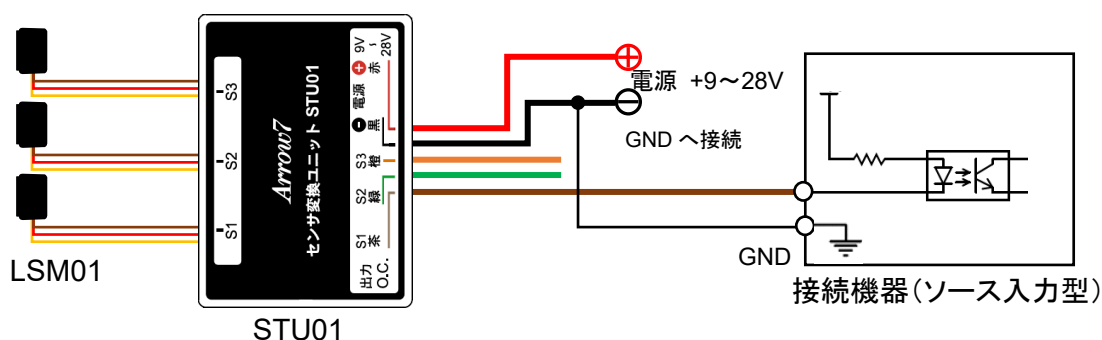 S3
S2
S1
LSM01
Arrow7
センサ変換ユニット STU01
9V
~
28V
電源 + 赤
- 黒
S3
橙
S2
緑
S1
茶
出力
O.C.
STU01
電源 +9~28V
GND へ接続
GND
接続機器(ソース入力型)